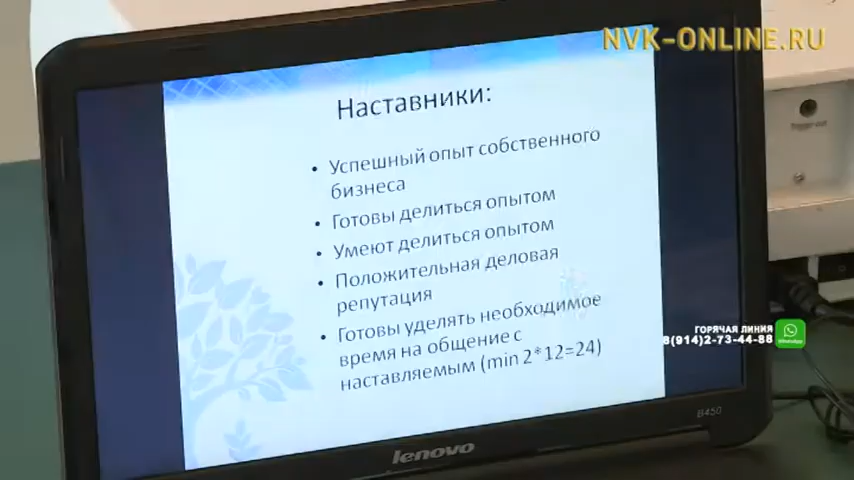 NVK-ONLINE.RU
Наставники:
• Успешный опыт собственного
бизнеса
• Готовы делиться опытом
• Умеют делиться опытом
• Положительная деловая
репутация
• Готовы уделять необходимое
время на общение с
наставляемым (min 2*12=24)
ГОРЯЧАЯ ЛИНИЯ
8(914)2-73-44-88
WhatsApp
B450
lenovo